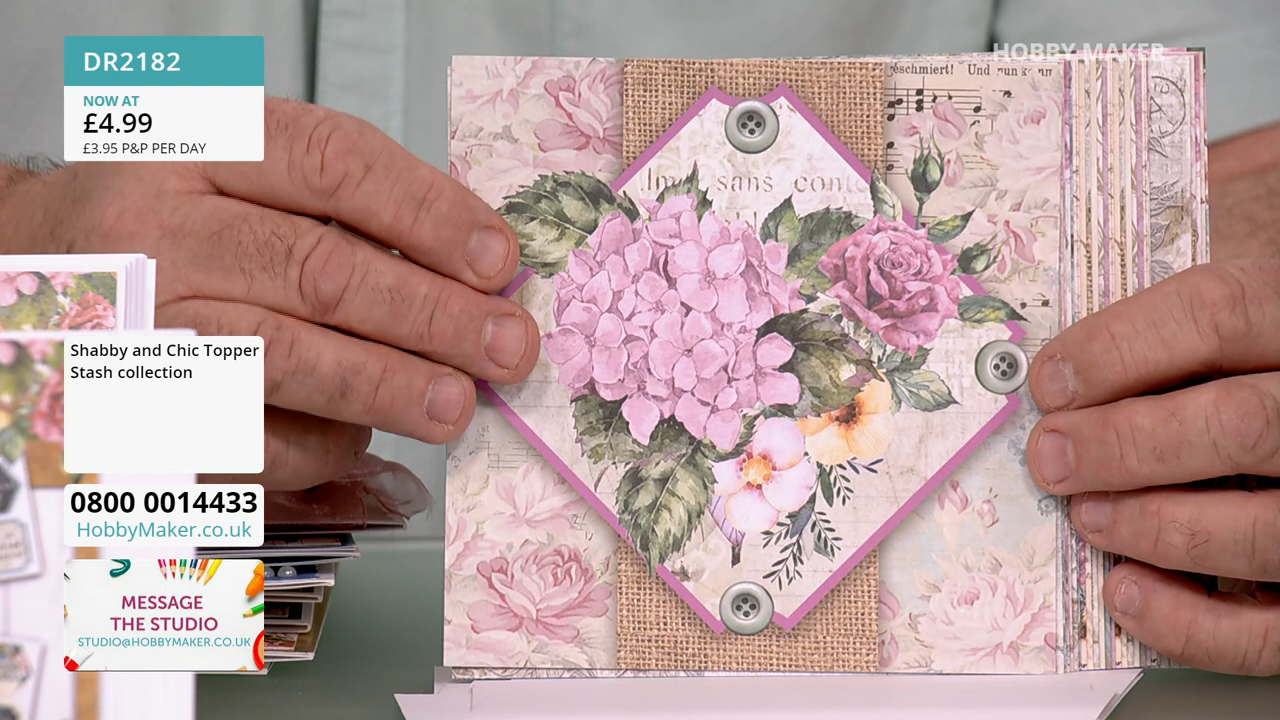 DR2182
NOW AT
£4.99
£3.95 P&P PER DAY
HOBBY MAKER
geschmiert! Und nun
sans
Shabby and Chic Topper
Stash collection
0800 0014433
HobbyMaker.co.uk
MESSAGE
THE STUDIO
STUDIO@HOBBYMAKER.CO.UK